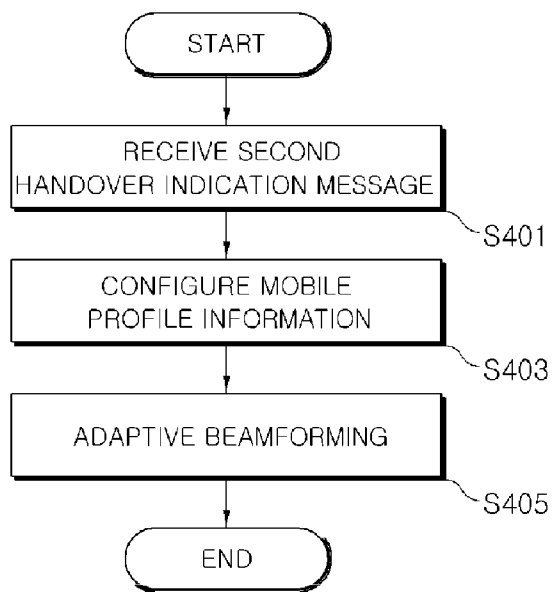 START
RECEIVE SECOND
HANDOVER INDICATION MESSAGE
S401
CONFIGURE MOBILE
PROFILE INFORMATION
S403
ADAPTIVE BEAMFORMING
S405
END